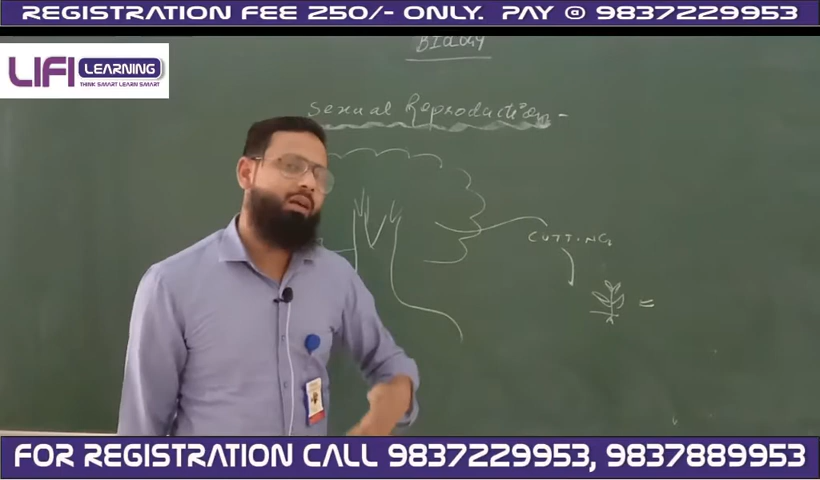 REGISTRATION FEE 250/- ONLY. PAY @ 9837229953
LIFI LEARNING
THINK SMART LEARN SMART
BIOLOGY
Sexual Reproduction -
CUTTING
=
FOR REGISTRATION CALL 9837229953, 9837889953